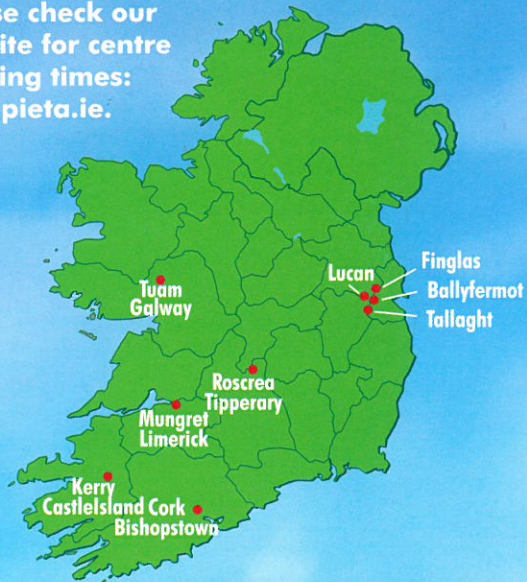 se check our
ite for centre
ing times:
pieta.ie.
Lucan
Finglas
Ballyfermot
Tallaght
Tuam
Galway
Roscrea
Tipperary
Mungret
Limerick
Kerry
CastleIsland
Cork
Bishopstown